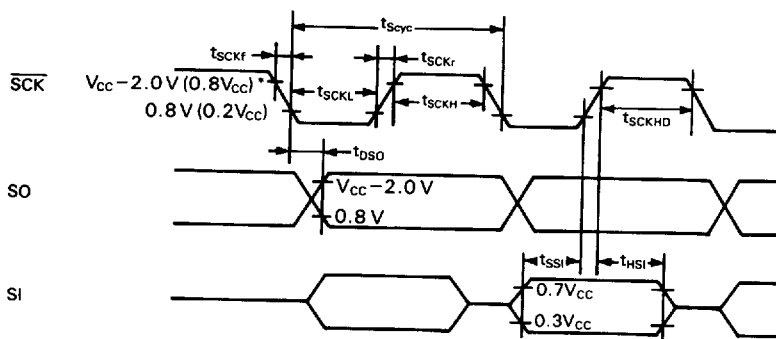 tScyc
tSCKf
tSCKr
SCK
VCC−2.0 V (0.8VCC) *
tSCKL
tSCKH
0.8 V (0.2VCC)
tSCKHD
tDSO
SO
VCC−2.0 V
0.8 V
tSSI
tHSI
SI
0.7VCC
0.3VCC